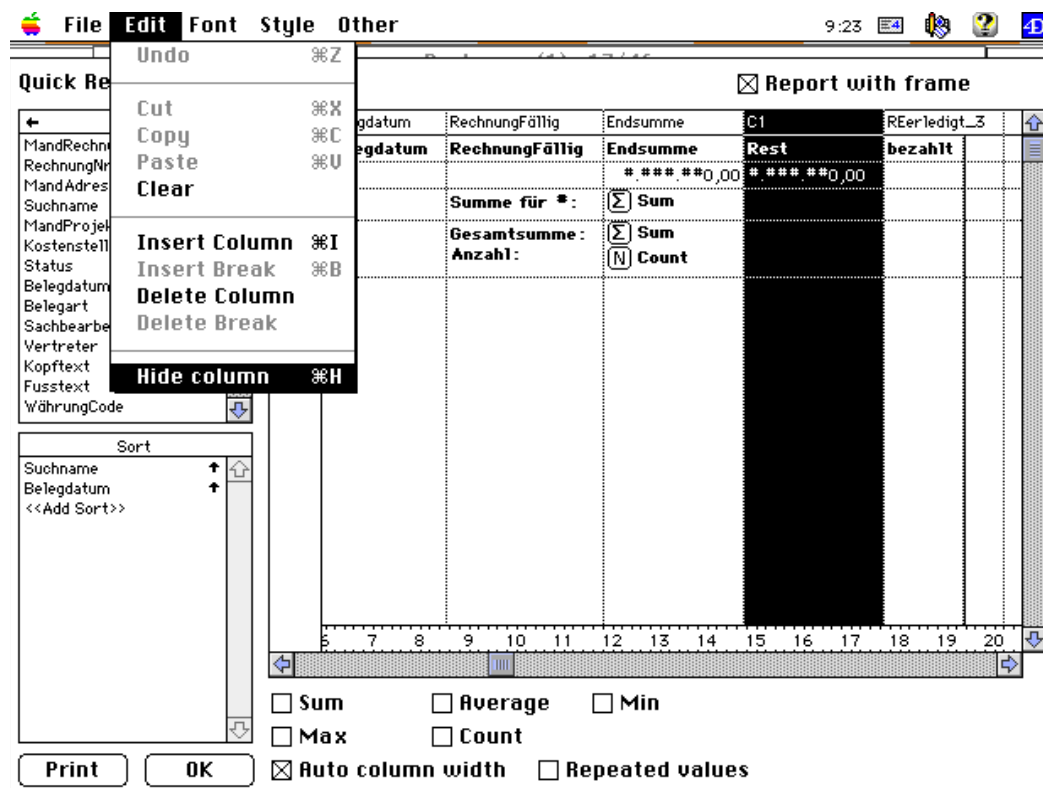 File Edit Font Style Other 9:23
Undo ⌘Z
Cut ⌘X
Copy ⌘C
Paste ⌘V
Clear
Insert Column ⌘I
Insert Break ⌘B
Delete Column
Delete Break
Hide column ⌘H
Quick Re
Report with frame
MandRechn
RechnungNr
MandAdres
Suchname
MandProjek
Kostenstell
Status
Belegdatum
Belegart
Sachbearbe
Vertreter
Kopftext
Fusstext
WährungCode
gdatum RechnungFällig Endsumme C1 REerledigt_3
egdatum RechnungFällig Endsumme Rest bezahlt
#.###.##0,00 #.###.##0,00
Summe für #: Σ Sum
Gesamtsumme: Σ Sum
Anzahl: N Count
Sort
Suchname
Belegdatum
<<Add Sort>>
6 7 8 9 10 11 12 13 14 15 16 17 18 19 20
Sum Average Min
Max Count
Auto column width Repeated values
Print OK